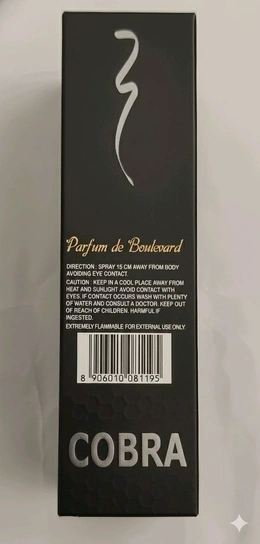 Parfum de Boulevard
DIRECTION : SPRAY 15 CM AWAY FROM BODY
AVOIDING EYE CONTACT.
CAUTION : KEEP IN A COOL PLACE AWAY FROM
HEAT AND SUHLIGHT AVOID CONTACT WITH
EYES. IF CONTACT OCCURS WASH WITH PLENTY
OF WATER AND CONSULT A DOCTOR. KEEP OUT
OF REACH OF CHILDREN. HARMFUL IF
INGESTED.
EXTREMELY FLAMMABLE FOR EXTERNAL USE ONLY
8 906010 081195
COBRA